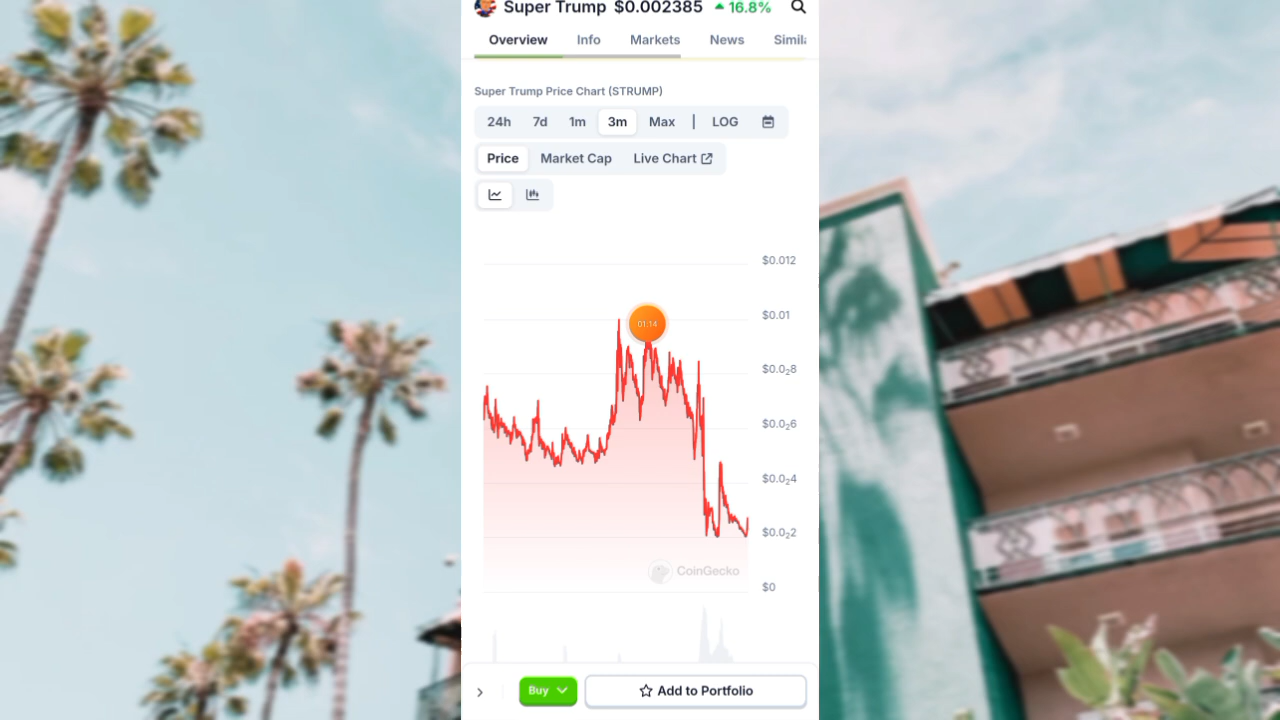 Super Trump $0.002385 16.8%
Overview Info Markets News Simila
Super Trump Price Chart (STRUMP)
24h 7d 1m 3m Max | LOG
Price Market Cap Live Chart
$0.012
01:14
$0.01
$0.0₂8
$0.0₂6
$0.0₂4
$0.0₂2
CoinGecko
$0
Buy Add to Portfolio